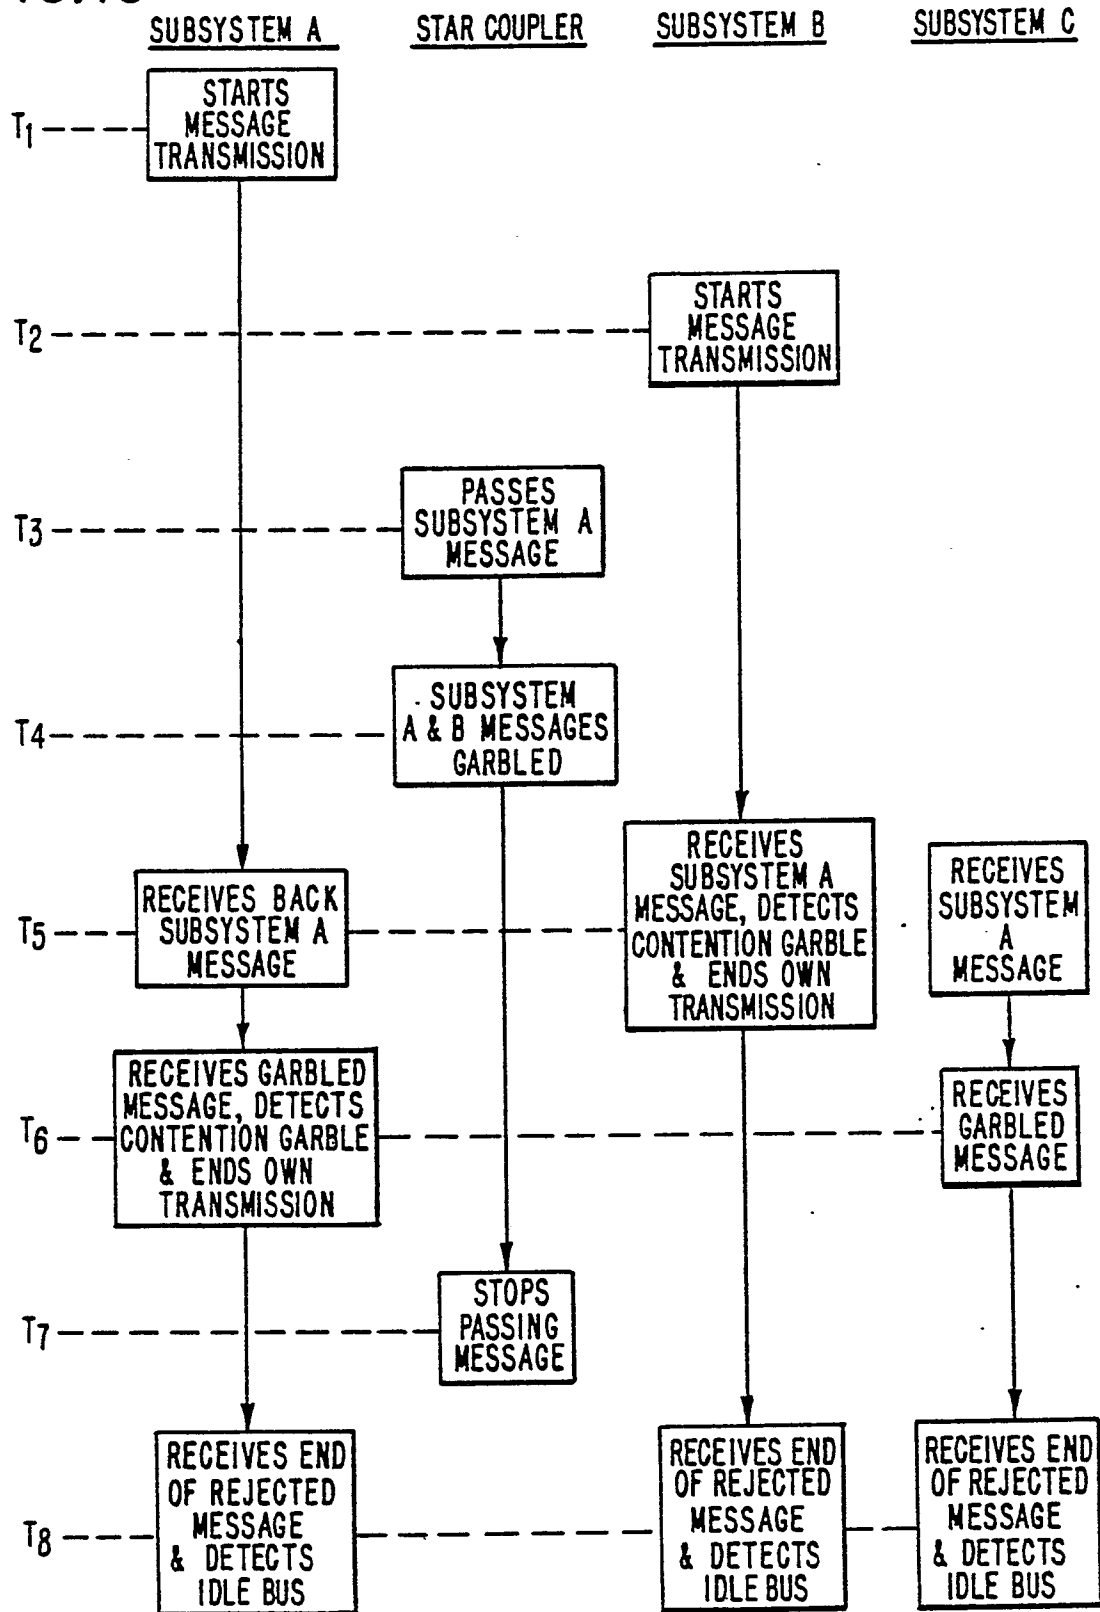 SUBSYSTEM A STAR COUPLER SUBSYSTEM B SUBSYSTEM C
T1
STARTS
MESSAGE
TRANSMISSION
T2
STARTS
MESSAGE
TRANSMISSION
T3
PASSES
SUBSYSTEM A
MESSAGE
T4
SUBSYSTEM
A & B MESSAGES
GARBLED
T5
RECEIVES BACK
SUBSYSTEM A
MESSAGE
RECEIVES
SUBSYSTEM A
MESSAGE, DETECTS
CONTENTION GARBLE
& ENDS OWN
TRANSMISSION
RECEIVES
SUBSYSTEM
A
MESSAGE
T6
RECEIVES GARBLED
MESSAGE, DETECTS
CONTENTION GARBLE
& ENDS OWN
TRANSMISSION
RECEIVES
GARBLED
MESSAGE
T7
STOPS
PASSING
MESSAGE
T8
RECEIVES END
OF REJECTED
MESSAGE
& DETECTS
IDLE BUS
RECEIVES END
OF REJECTED
MESSAGE
& DETECTS
IDLE BUS
RECEIVES END
OF REJECTED
MESSAGE
& DETECTS
IDLE BUS